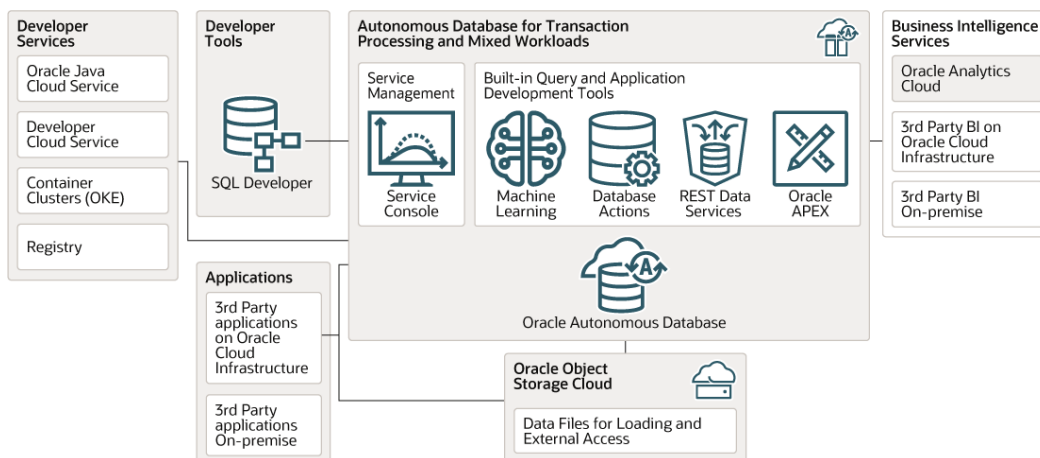 Developer
Services
Oracle Java
Cloud Service
Developer
Cloud Service
Container
Clusters (OKE)
Registry
Developer
Tools
SQL Developer
Applications
3rd Party
applications
on Oracle
Cloud
Infrastructure
3rd Party
applications
On-premise
Autonomous Database for Transaction
Processing and Mixed Workloads
A
Service
Management
Service
Console
Built-in Query and Application
Development Tools
Machine
Learning
Database
Actions
REST Data
Services
Oracle
APEX
A
Oracle Autonomous Database
Oracle Object
Storage Cloud
Data Files for Loading and
External Access
Business Intelligence
Services
Oracle Analytics
Cloud
3rd Party BI on
Oracle Cloud
Infrastructure
3rd Party BI
On-premise